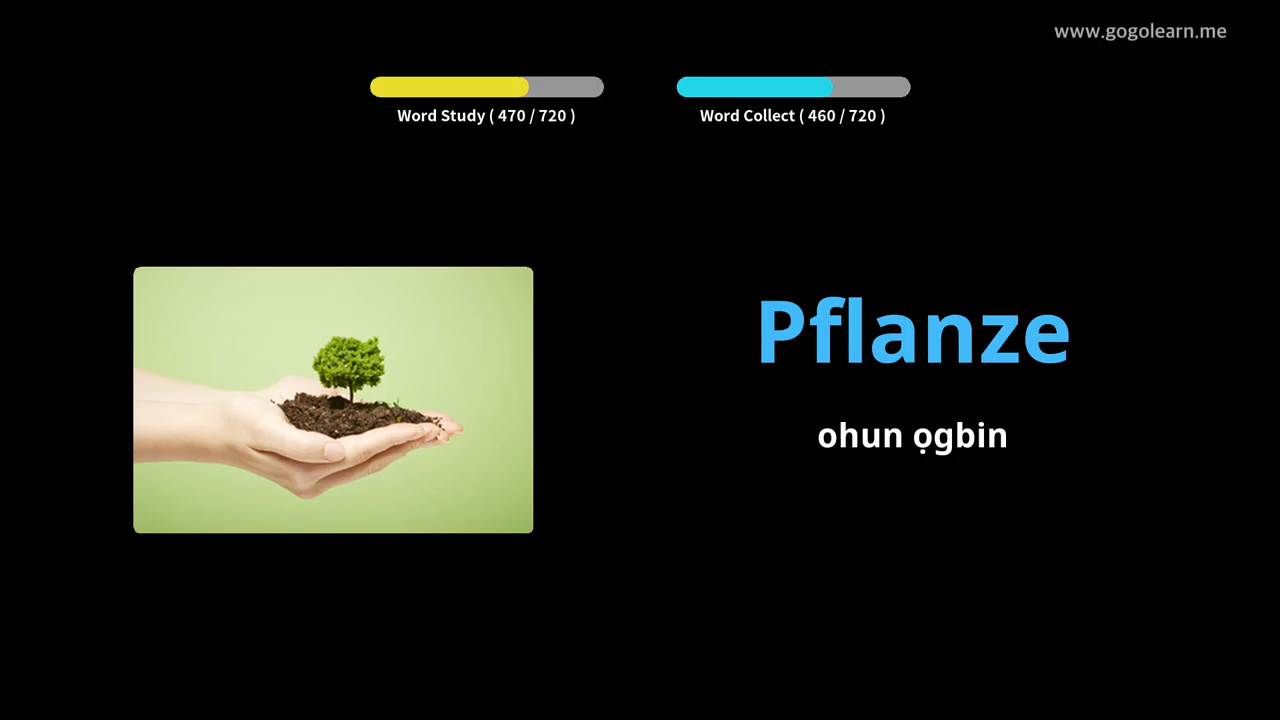 www.gogolearn.me
Word Study ( 470 / 720 )
Word Collect ( 460 / 720 )
Pflanze
ohun ọgbin